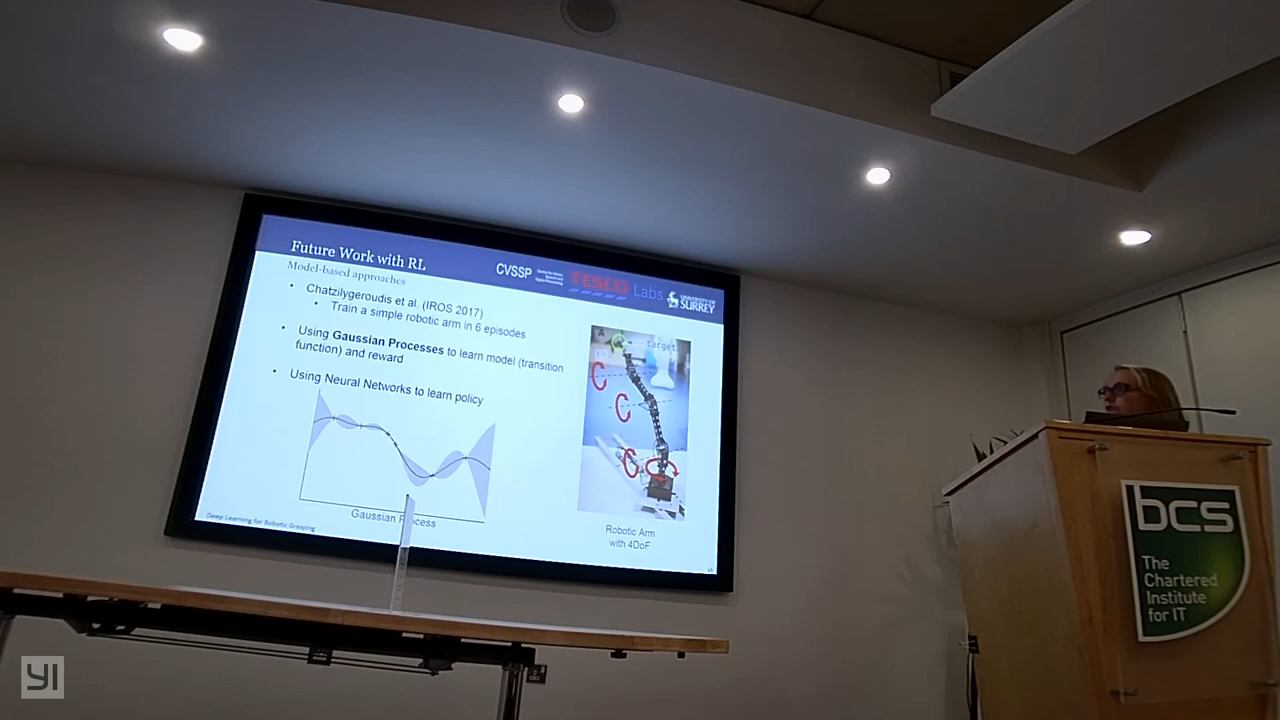 Future Work with RL
Model-based approaches
CVSSP
TESCO Labs
UNIVERSITY OF
SURREY
• Chatzilygeroudis et al. (IROS 2017)
• Train a simple robotic arm in 6 episodes
• Using Gaussian Processes to learn model (transition
function) and reward
• Using Neural Networks to learn policy
Gaussian Process
target
Robotic Arm
with 4DoF
Deep Learning for Robotic Grasping
bcs
The
Chartered
Institute
for IT
YI